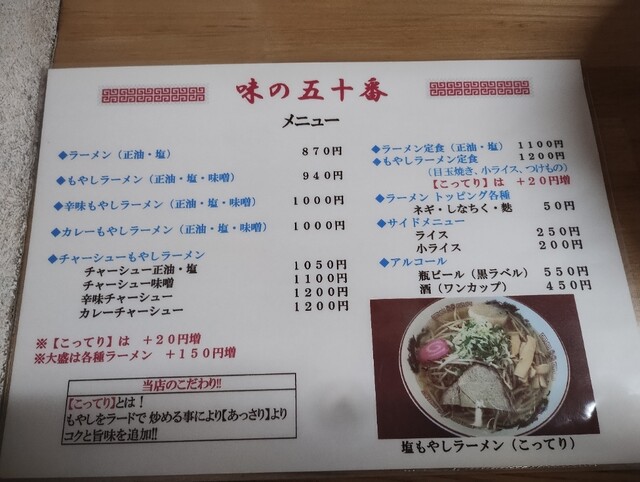 味の五十番
メニュー
◆ラーメン（正油・塩） 870円
◆もやしラーメン（正油・塩・味噌） 940円
◆辛味もやしラーメン（正油・塩・味噌） 1000円
◆カレーもやしラーメン（正油・塩・味噌） 1000円
◆チャーシューもやしラーメン
チャーシュー正油・塩 1050円
チャーシュー味噌 1100円
辛味チャーシュー 1200円
カレーチャーシュー 1200円
※【こってり】は ＋20円増
※大盛は各種ラーメン ＋150円増
当店のこだわり!!
【こってり】とは！
もやしをラードで 炒める事により【あっさり】より
コクと旨味を追加!!
◆ラーメン定食（正油・塩） 1100円
◆もやしラーメン定食 1200円
（目玉焼き、小ライス、つけもの）
【こってり】は ＋20円増
◆ラーメン トッピング各種
ネギ・しなちく・麩 50円
◆サイドメニュー
ライス 250円
小ライス 200円
◆アルコール
瓶ビール（黒ラベル） 550円
酒（ワンカップ） 450円
塩もやしラーメン（こってり）